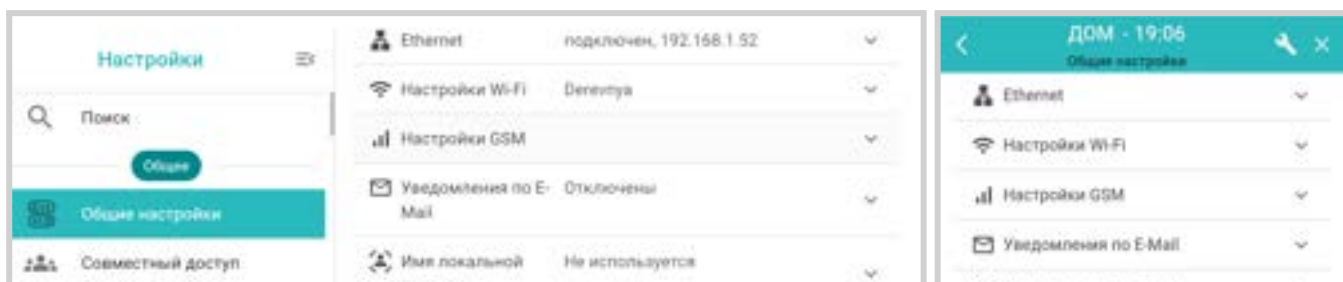 Настройки
Поиск
Общее
Общие настройки
Совместный доступ
Ethernet подключен, 192.168.1.52
Настройки Wi-Fi Derevnya
Настройки GSM
Уведомления по E-Mail Отключены
Имя локальной Не используется
ДОМ - 19:06
Общие настройки
Ethernet
Настройки Wi-Fi
Настройки GSM
Уведомления по E-Mail